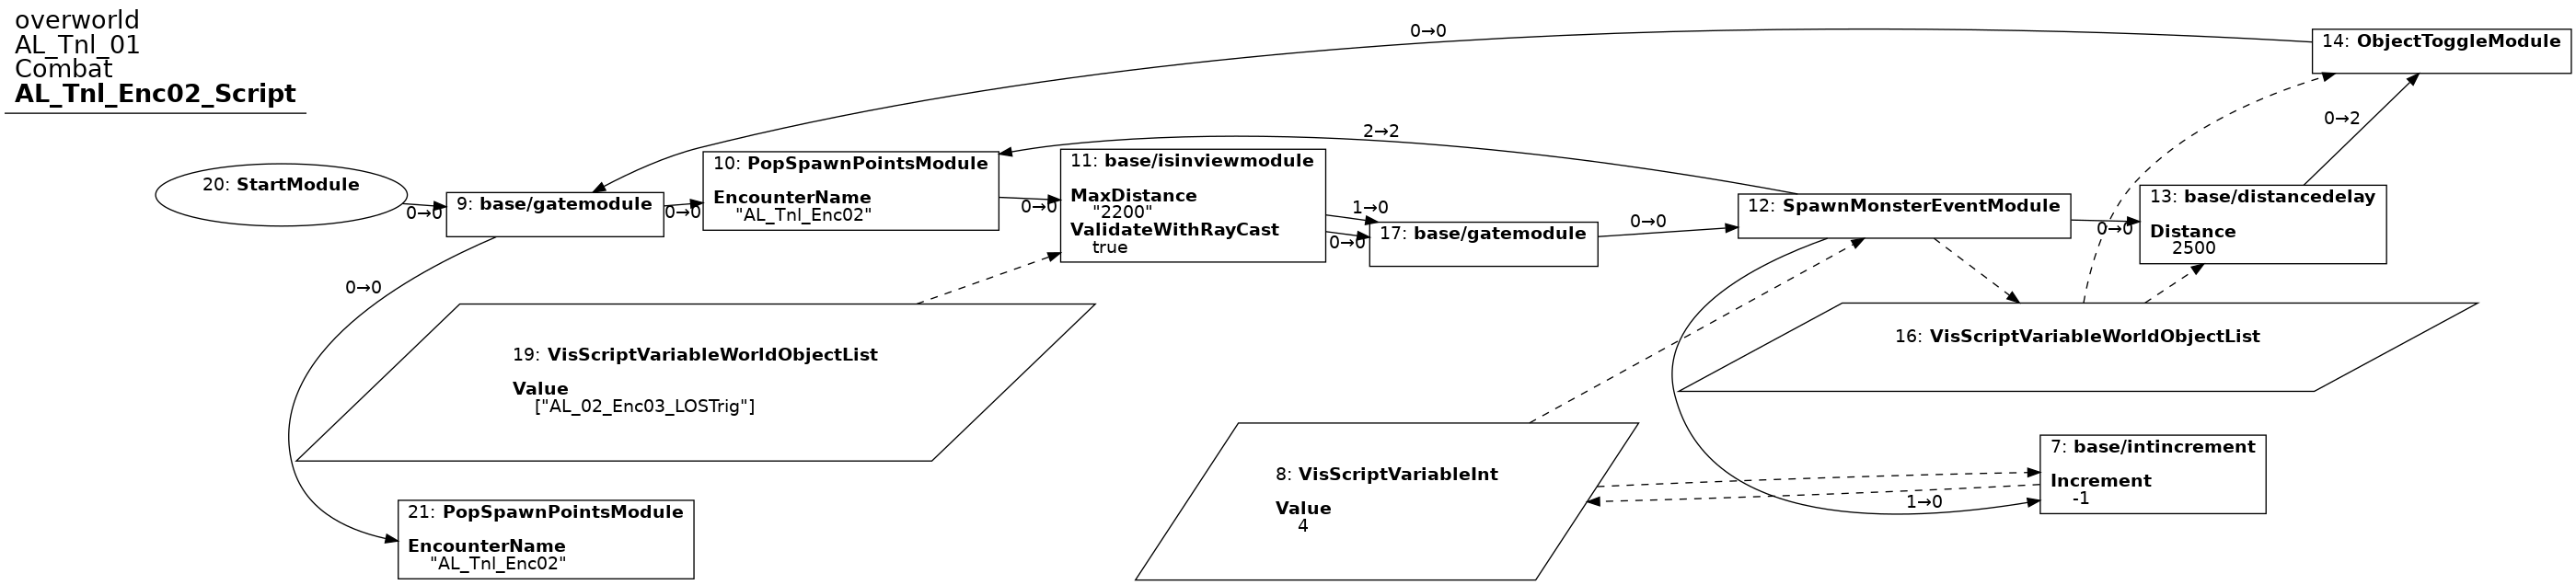 overworld
AL_Tnl_01
Combat
AL_Tnl_Enc02_Script
0→0
14: ObjectToggleModule
2→2
0→2
20: StartModule
0→0
9: base/gatemodule
0→0
10: PopSpawnPointsModule
EncounterName
"AL_Tnl_Enc02"
0→0
11: base/isinviewmodule
MaxDistance
"2200"
ValidateWithRayCast
true
1→0
0→0
17: base/gatemodule
0→0
12: SpawnMonsterEventModule
0→0
13: base/distancedelay
Distance
2500
0→0
19: VisScriptVariableWorldObjectList
Value
["AL_02_Enc03_LOSTrig"]
16: VisScriptVariableWorldObjectList
8: VisScriptVariableInt
Value
4
1→0
7: base/intincrement
Increment
-1
21: PopSpawnPointsModule
EncounterName
"AL_Tnl_Enc02"